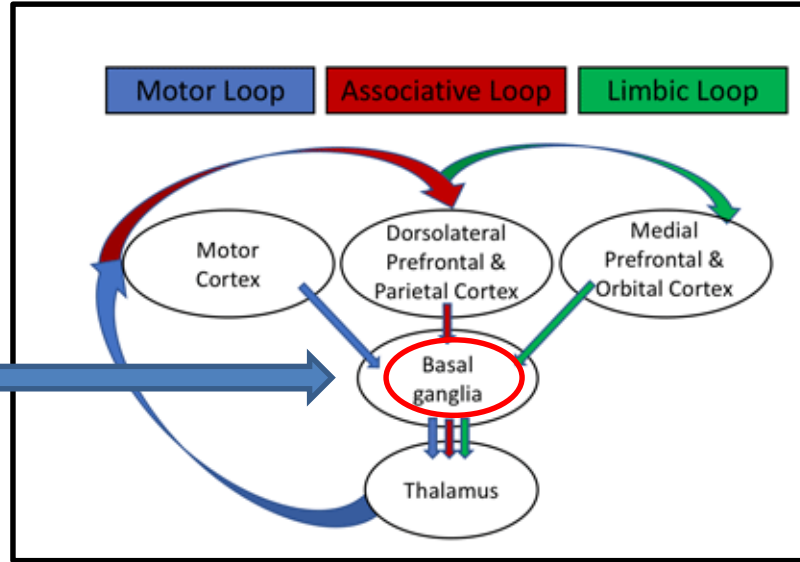 Motor Loop
Associative Loop
Limbic Loop
Motor
Cortex
Dorsolateral
Prefrontal &
Parietal Cortex
Medial
Prefrontal &
Orbital Cortex
Basal
ganglia
Thalamus